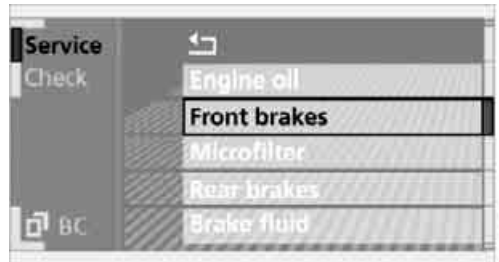 Service
Check
BC
Engine oil
Front brakes
Microfilter
Rear brakes
Brake fluid